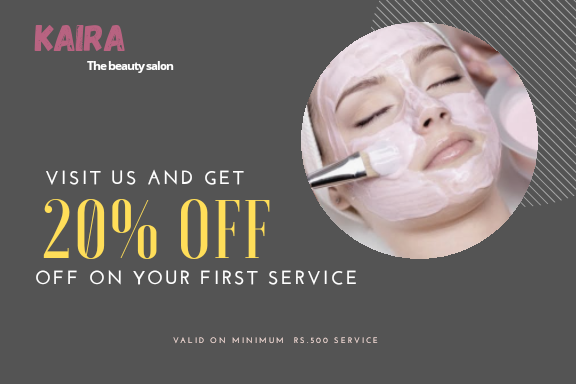 KAIRA
The beauty salon
VISIT US AND GET
20% OFF
OFF ON YOUR FIRST SERVICE
VALID ON MINIMUM RS.500 SERVICE